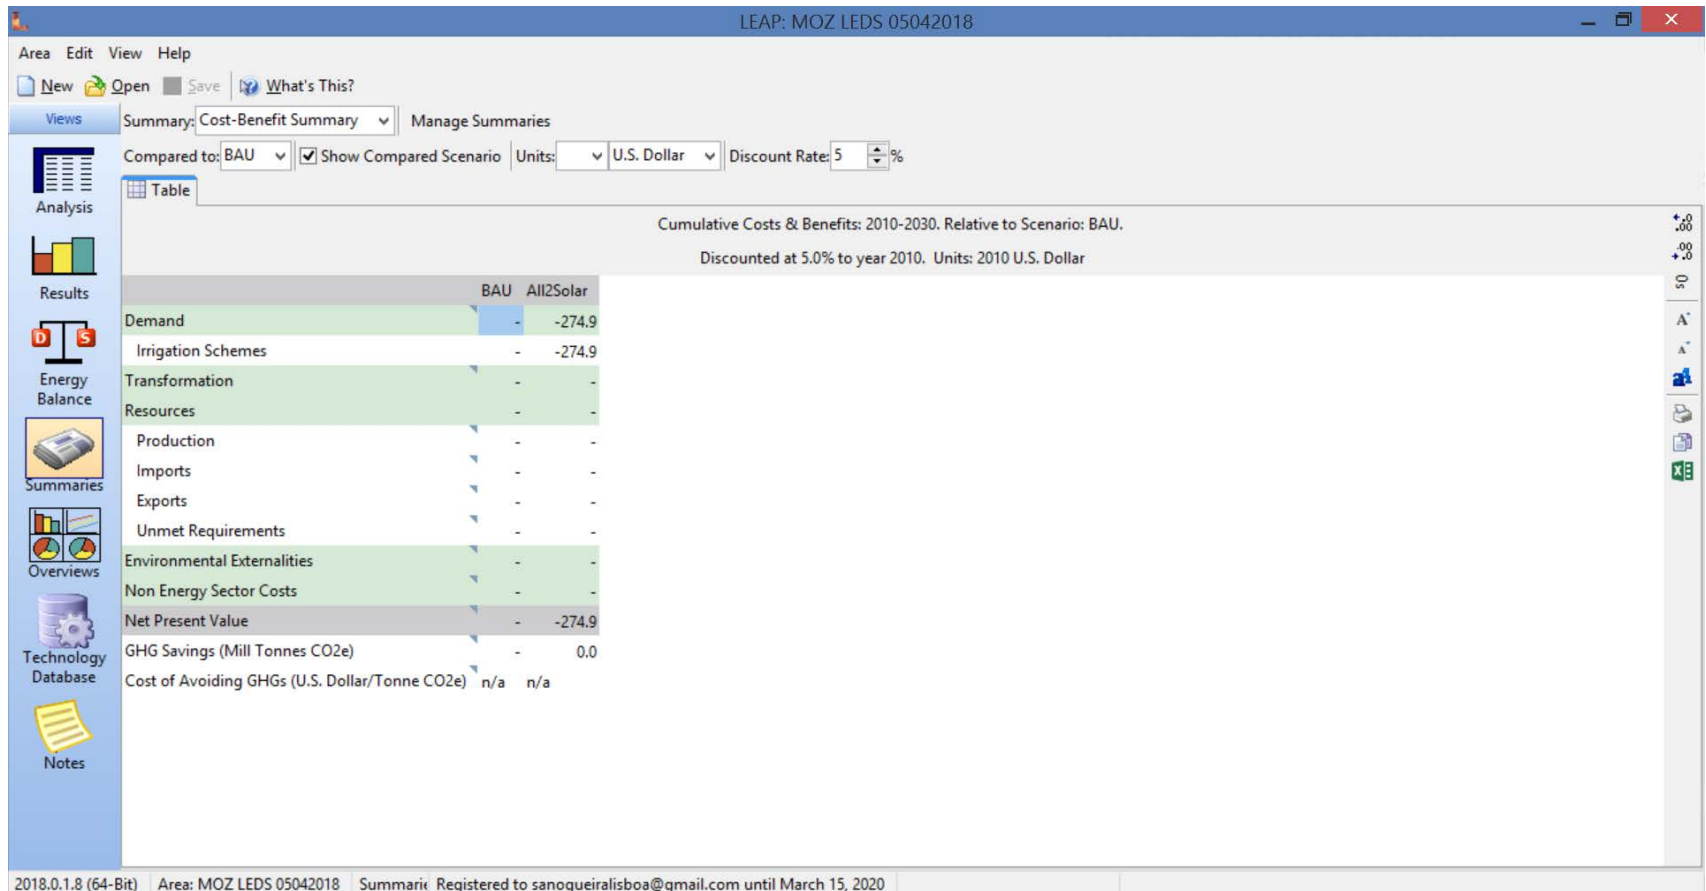 LEAP: MOZ LEDS 05042018
Area Edit View Help
New Open Save What's This?
Views
Summary: Cost-Benefit Summary Manage Summaries
Compared to: BAU Show Compared Scenario Units: U.S. Dollar Discount Rate: 5 %
Table
Analysis
Results
Energy
Balance
Summaries
Overviews
Technology
Database
Notes
Cumulative Costs & Benefits: 2010-2030. Relative to Scenario: BAU.
Discounted at 5.0% to year 2010. Units: 2010 U.S. Dollar
BAU All2Solar
Demand - -274.9
Irrigation Schemes - -274.9
Transformation - -
Resources - -
Production - -
Imports - -
Exports - -
Unmet Requirements - -
Environmental Externalities - -
Non Energy Sector Costs - -
Net Present Value - -274.9
GHG Savings (Mill Tonnes CO2e) - 0.0
Cost of Avoiding GHGs (U.S. Dollar/Tonne CO2e) n/a n/a
2018.0.1.8 (64-Bit) Area: MOZ LEDS 05042018 Registered to sanogueiralisboa@gmail.com until March 15, 2020